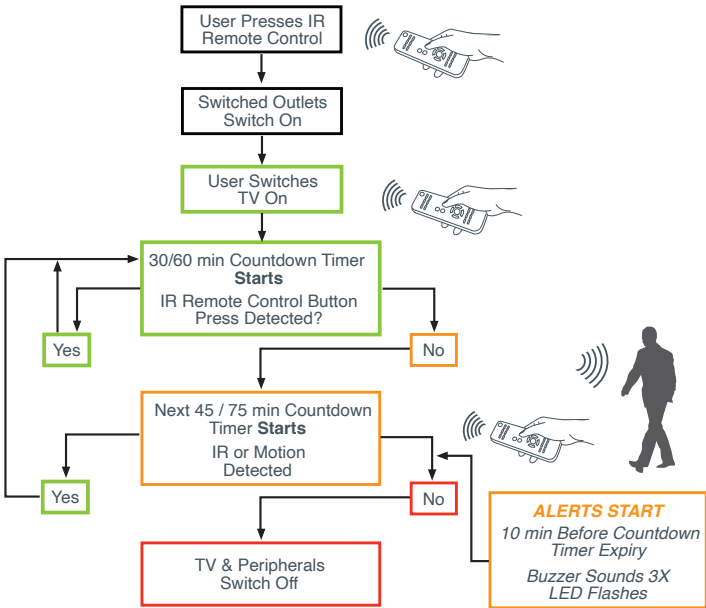 User Presses IR
Remote Control
Switched Outlets
Switch On
User Switches
TV On
30/60 min Countdown Timer
Starts
IR Remote Control Button
Press Detected?
Yes
No
Next 45 / 75 min Countdown
Timer Starts
IR or Motion
Detected
Yes
No
ALERTS START
10 min Before Countdown
Timer Expiry
Buzzer Sounds 3X
LED Flashes
TV & Peripherals
Switch Off